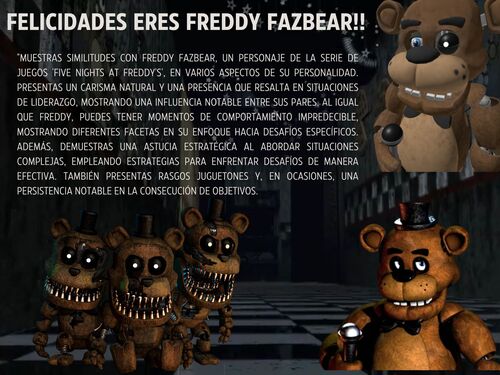 FELICIDADES ERES FREDDY FAZBEAR!!
"MUESTRAS SIMILITUDES CON FREDDY FAZBEAR, UN PERSONAJE DE LA SERIE DE
JUEGOS 'FIVE NIGHTS AT FREDDY'S', EN VARIOS ASPECTOS DE SU PERSONALIDAD.
PRESENTAS UN CARISMA NATURAL Y UNA PRESENCIA QUE RESALTA EN SITUACIONES
DE LIDERAZGO, MOSTRANDO UNA INFLUENCIA NOTABLE ENTRE SUS PARES. AL IGUAL
QUE FREDDY, PUEDES TENER MOMENTOS DE COMPORTAMIENTO IMPREDECIBLE,
MOSTRANDO DIFERENTES FACETAS EN SU ENFOQUE HACIA DESAFÍOS ESPECÍFICOS.
ADEMÁS, DEMUESTRAS UNA ASTUCIA ESTRATÉGICA AL ABORDAR SITUACIONES
COMPLEJAS, EMPLEANDO ESTRATEGIAS PARA ENFRENTAR DESAFÍOS DE MANERA
EFECTIVA. TAMBIÉN PRESENTAS RASGOS JUGUETONES Y, EN OCASIONES, UNA
PERSISTENCIA NOTABLE EN LA CONSECUCIÓN DE OBJETIVOS.